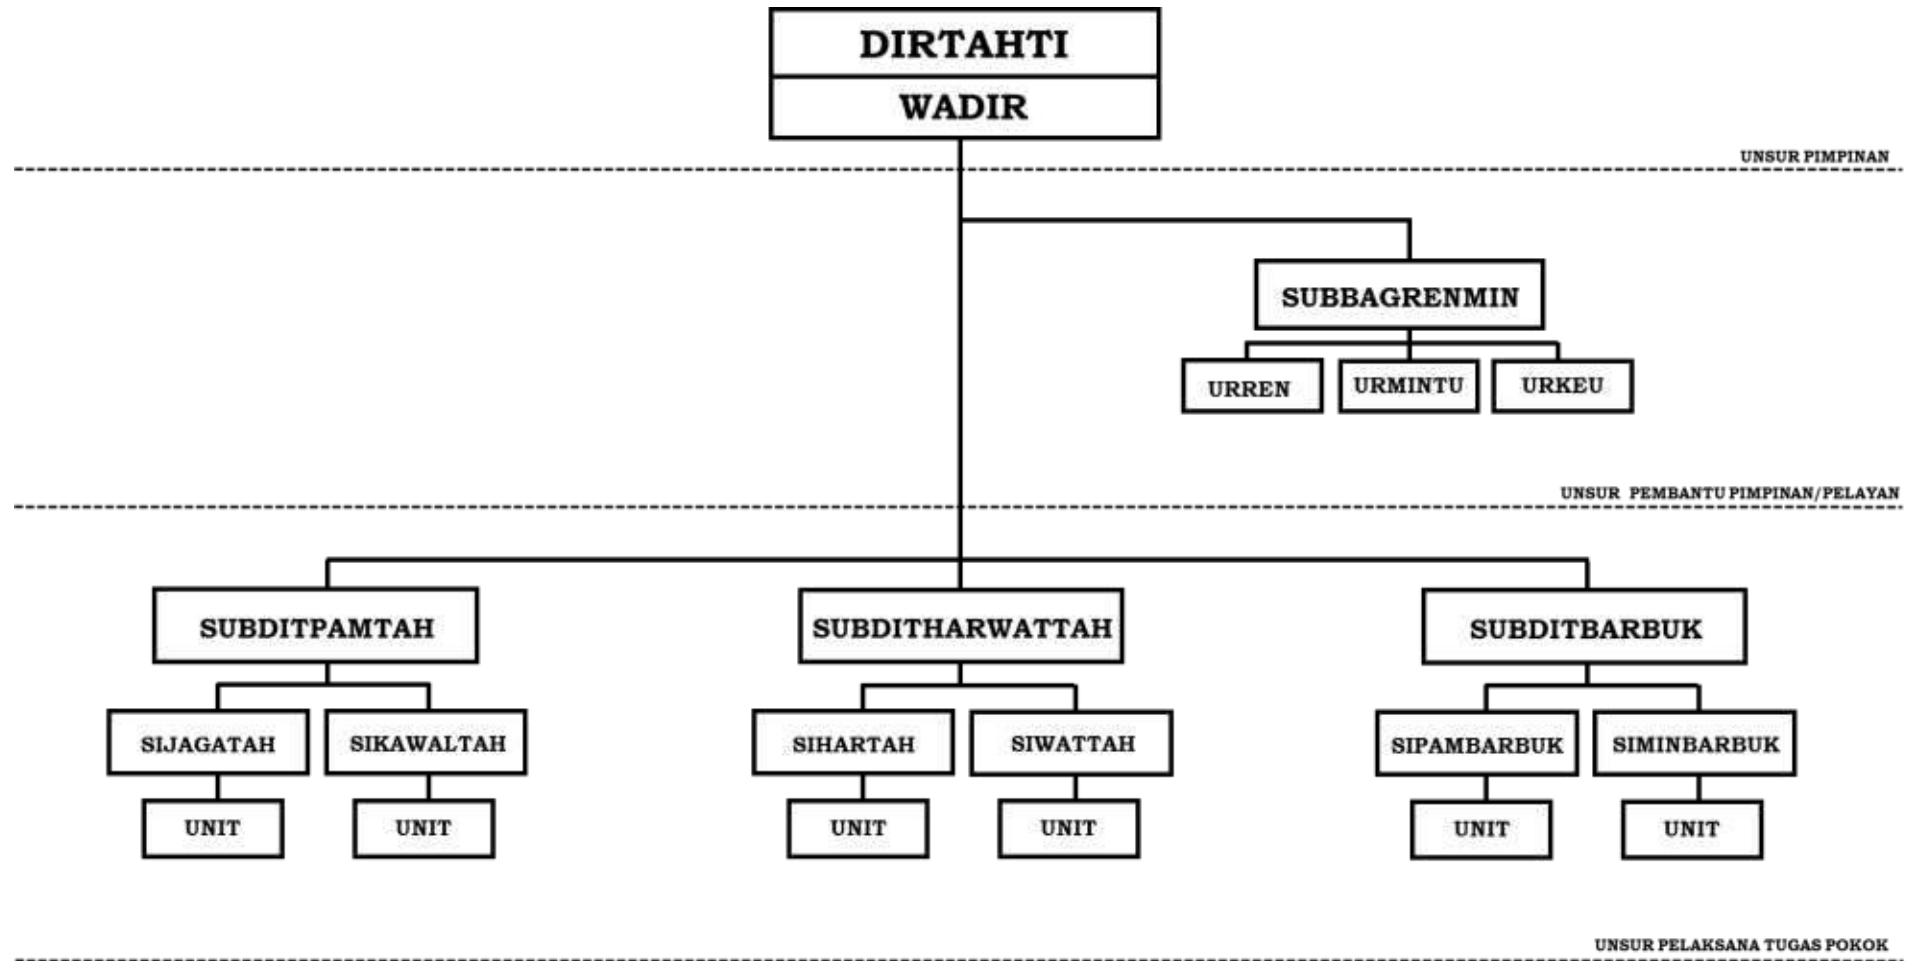 DIRTAHTI
WADIR
UNSUR PIMPINAN
SUBBAGRENMIN
URREN
URMINTU
URKEU
UNSUR PEMBANTU PIMPINAN/PELAYAN
SUBDITPAMTAH
SUBDITHARWATTAH
SUBDITBARBUK
SIJAGATAH
SIKAWALTAH
SIHARTAH
SIWATTAH
SIPAMBARBUK
SIMINBARBUK
UNIT
UNIT
UNIT
UNIT
UNIT
UNIT
UNSUR PELAKSANA TUGAS POKOK